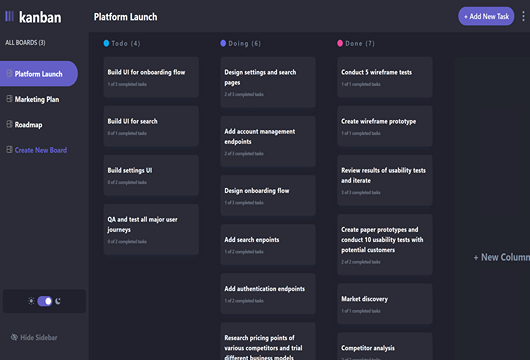 kanban
Platform Launch
+ Add New Task
ALL BOARDS (3)
Platform Launch
Marketing Plan
Roadmap
Create New Board
Hide Sidebar
Todo (4)
Build UI for onboarding flow
1 of 3 completed tasks
Build UI for search
0 of 1 completed tasks
Build settings UI
0 of 2 completed tasks
QA and test all major user
journeys
0 of 2 completed tasks
Doing (6)
Design settings and search
pages
2 of 3 completed tasks
Add account management
endpoints
2 of 3 completed tasks
Design onboarding flow
1 of 3 completed tasks
Add search enpoints
1 of 2 completed tasks
Add authentication endpoints
1 of 2 completed tasks
Research pricing points of
various competitors and trial
different business models
Done (7)
Conduct 5 wireframe tests
1 of 1 completed tasks
Create wireframe prototype
1 of 1 completed tasks
Review results of usability tests
and iterate
2 of 3 completed tasks
Create paper prototypes and
conduct 10 usability tests with
potential customers
2 of 2 completed tasks
Market discovery
1 of 1 completed tasks
Competitor analysis
+ New Column